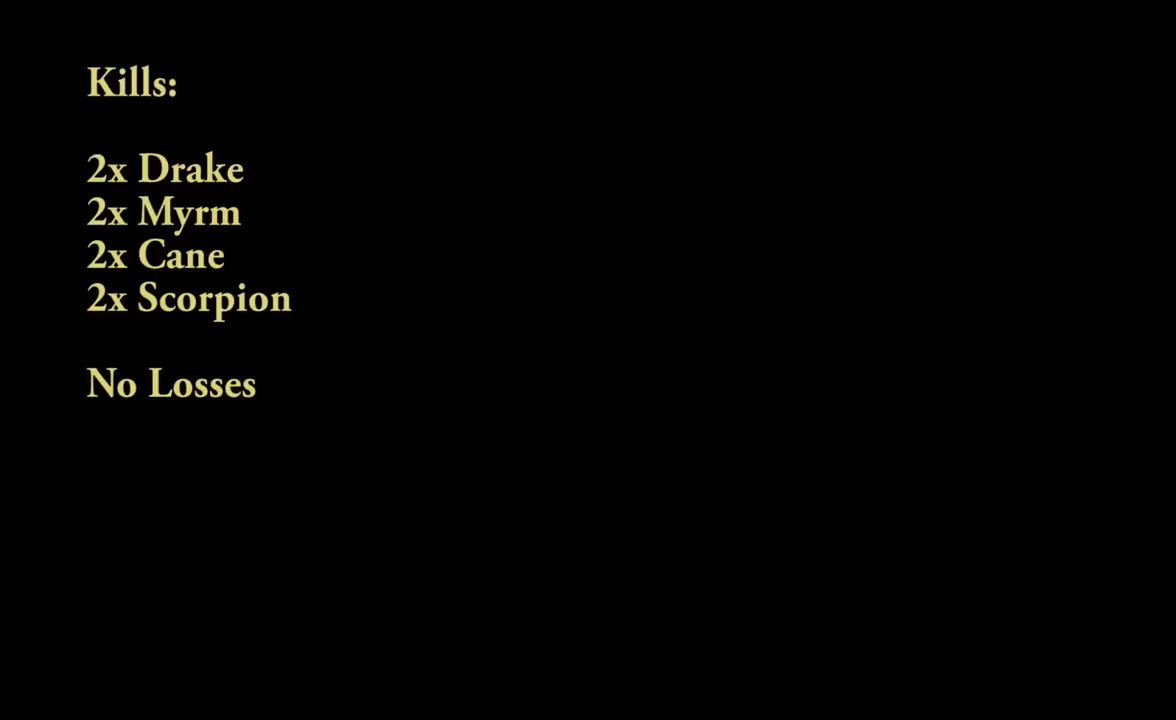 Kills:
2x Drake
2x Myrm
2x Cane
2x Scorpion
No Losses